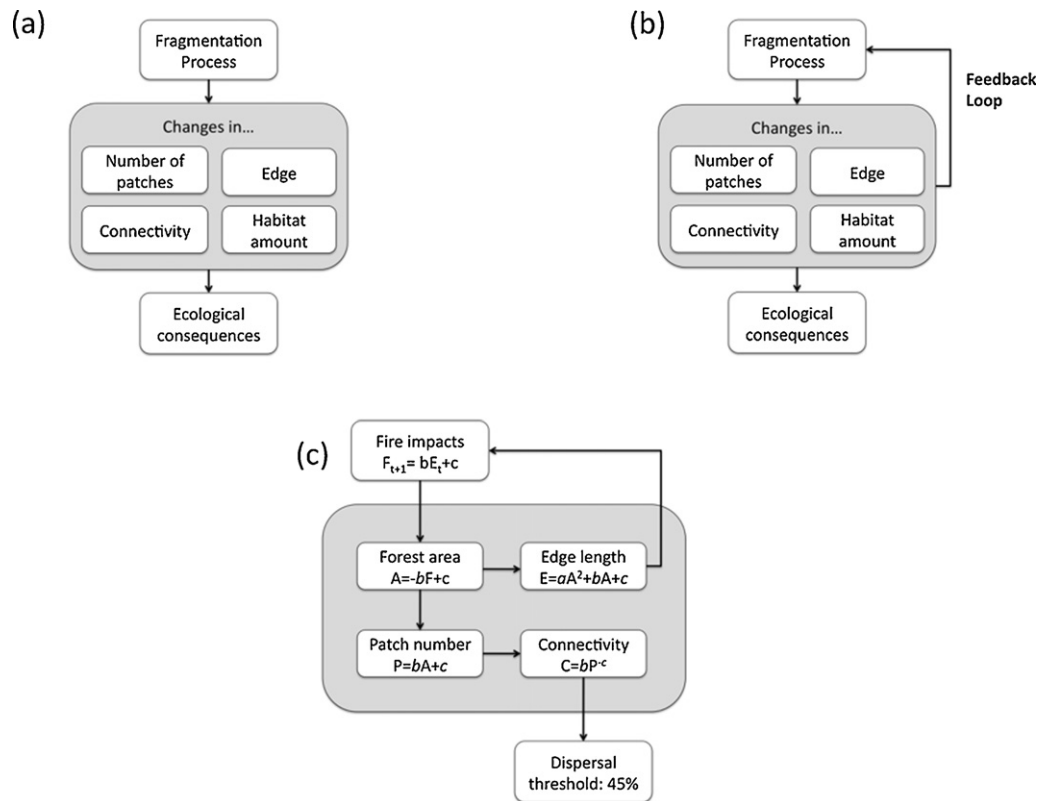 (a)
Fragmentation
Process
Changes in...
Number of
patches
Edge
Connectivity
Habitat
amount
Ecological
consequences
(b)
Fragmentation
Process
Feedback
Loop
Changes in...
Number of
patches
Edge
Connectivity
Habitat
amount
Ecological
consequences
(c)
Fire impacts
Fₜ₊₁= bEₜ+c
Forest area
A=-bF+c
Edge length
E=aA²+bA+c
Patch number
P=bA+c
Connectivity
C=bP⁻ᶜ
Dispersal
threshold: 45%